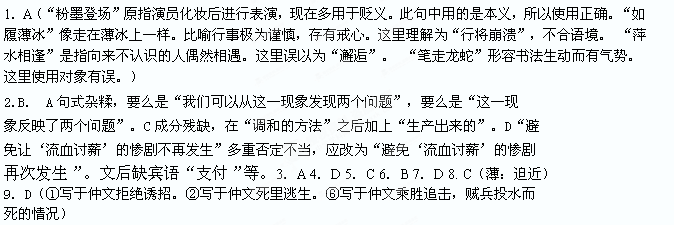 1. A（“粉墨登场”原指演员化妆后进行表演，现在多用于贬义。此句中用的是本义，所以使用正确。“如
履薄冰”像走在薄冰上一样。比喻行事极为谨慎，存有戒心。这里理解为“行将崩溃”，不合语境。 “萍
水相逢”是指向来不认识的人偶然相遇。这里误以为“邂逅”。 “笔走龙蛇”形容书法生动而有气势。
这里使用对象有误。）
2.B. A句式杂糅，要么是“我们可以从这一现象发现两个问题”，要么是“这一现
象反映了两个问题”。C成分残缺，在“调和的方法”之后加上“生产出来的”。D“避
免让‘流血讨薪’的惨剧不再发生”多重否定不当，应改为“避免‘流血讨薪’的惨剧
再次发生”。文后缺宾语“支付”等。3. A 4. D 5. C 6. B 7. D 8. C（薄：迫近）
9. D（①写于仲文拒绝诱招。②写于仲文死里逃生。⑥写于仲文乘胜追击，贼兵投水而
死的情况）